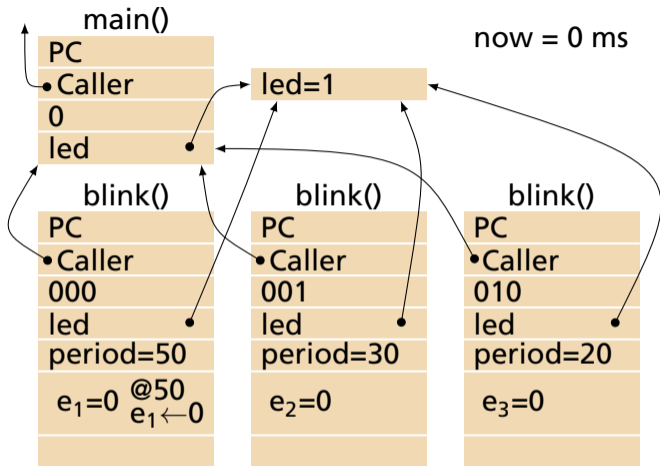 main()
PC
Caller
0
led
led=1
now = 0 ms
blink()
PC
Caller
000
led
period=50
e₁=0 @50
e₁←0
blink()
PC
Caller
001
led
period=30
e₂=0
blink()
PC
Caller
010
led
period=20
e₃=0